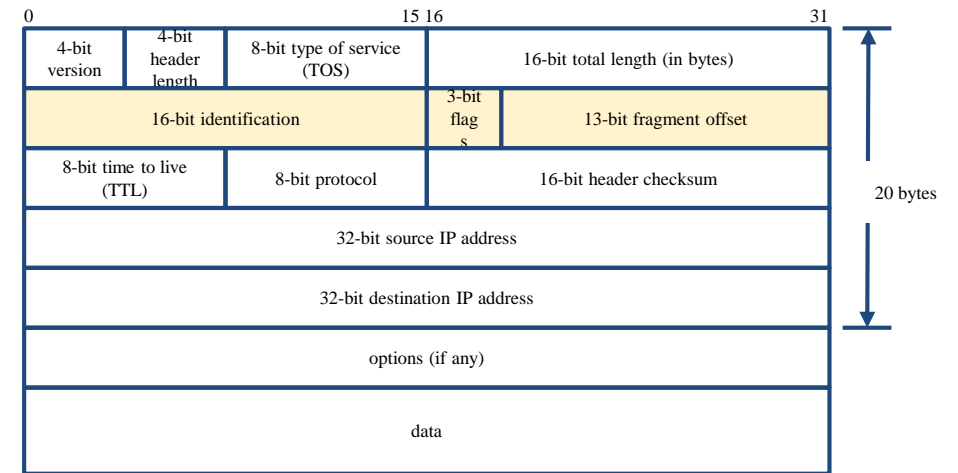 0 15 16 31
4-bit
version
4-bit
header
length
8-bit type of service
(TOS)
16-bit total length (in bytes)
16-bit identification
3-bit
flag
s
13-bit fragment offset
8-bit time to live
(TTL)
8-bit protocol
16-bit header checksum
20 bytes
32-bit source IP address
32-bit destination IP address
options (if any)
data